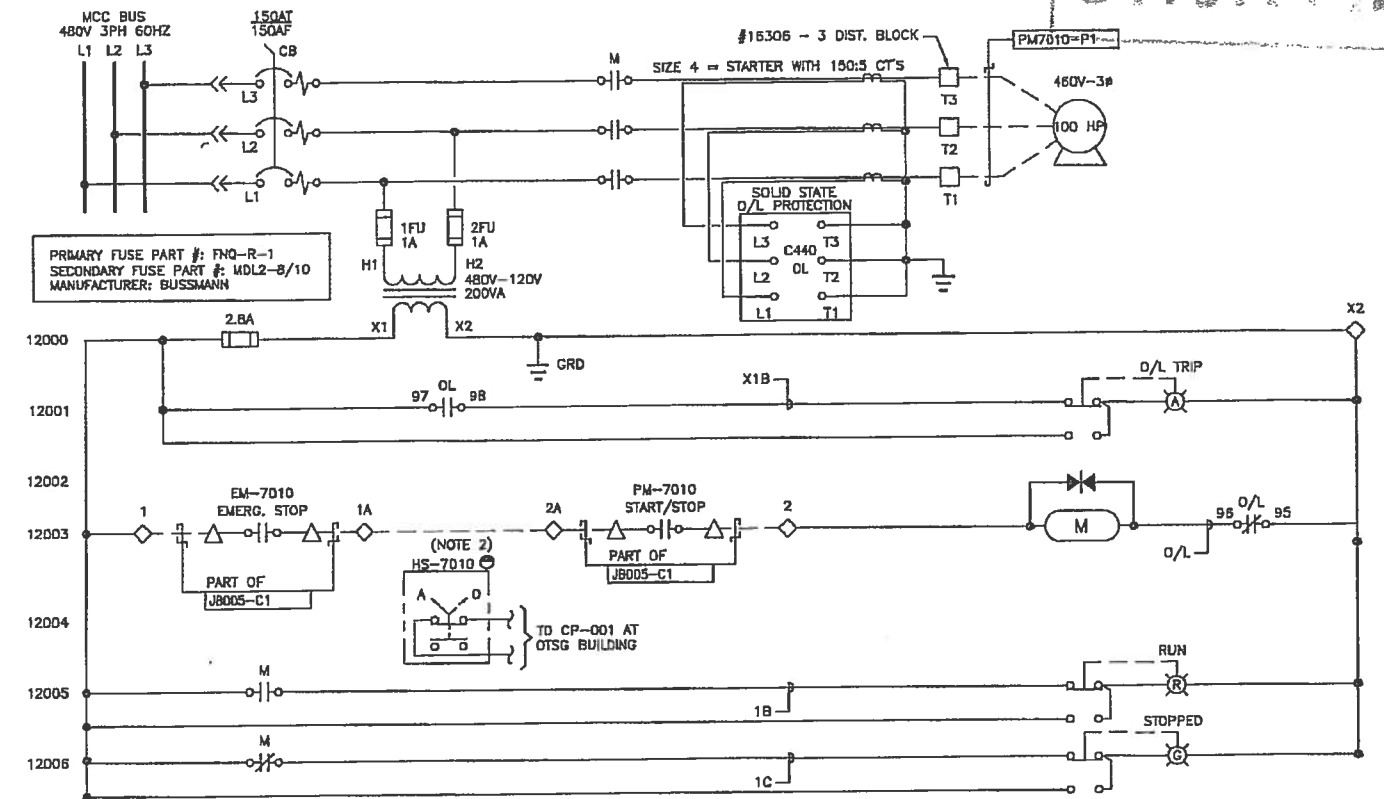 MCC BUS
480V 3PH 60HZ
L1 L2 L3
150AT
150AF
CB
L3
L2
L1
M
#16306 - 3 DIST. BLOCK
SIZE 4 = STARTER WITH 150:5 CT'S
PM7010-P1
460V-3ø
100 HP
T3
T2
T1
1FU
1A
2FU
1A
H1
H2
480V-120V
200VA
X1
X2
SOLID STATE
O/L PROTECTION
L3
T3
C440
OL
L2
T2
L1
T1
PRIMARY FUSE PART #: FNQ-R-1
SECONDARY FUSE PART #: MDL2-8/10
MANUFACTURER: BUSSMANN
12000
2.8A
GRD
X2
12001
97
OL
98
X1B
O/L TRIP
A
12002
EM-7010
EMERG. STOP
PM-7010
START/STOP
12003
1
1A
2A
2
M
96
O/L
95
O/L
PART OF
JB005-C1
PART OF
JB005-C1
(NOTE 2)
HS-7010
A
O
12004
TO CP-001 AT
OTSG BUILDING
12005
M
1B
RUN
R
12006
M
1C
STOPPED
G